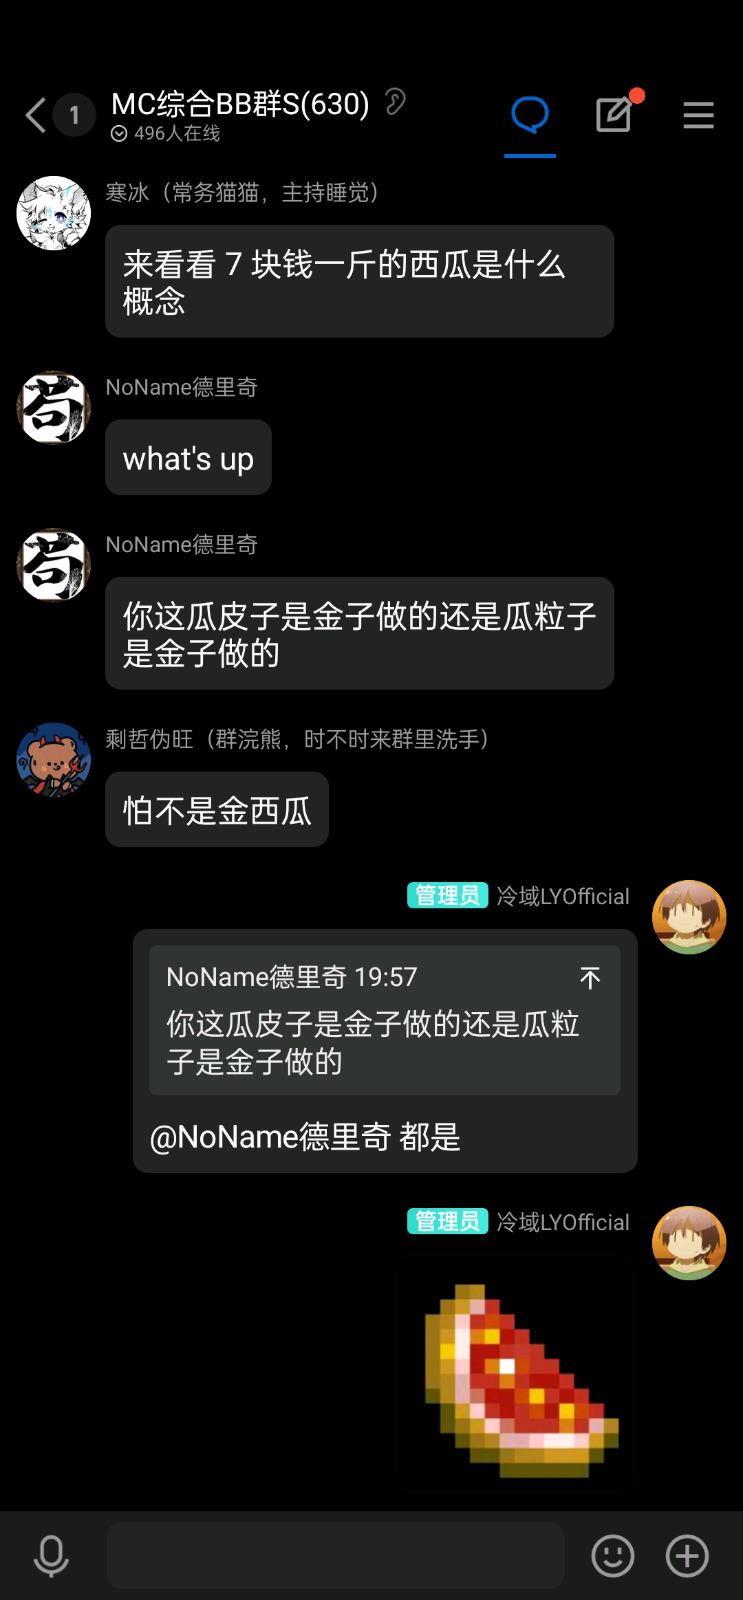 1
MC综合BB群S(630)
496人在线
寒冰（常务猫猫，主持睡觉）
来看看 7 块钱一斤的西瓜是什么
概念
苟
NoName德里奇
what's up
苟
NoName德里奇
你这瓜皮子是金子做的还是瓜粒子
是金子做的
剩哲伪旺（群浣熊，时不时来群里洗手）
怕不是金西瓜
管理员 冷域LYOfficial
NoName德里奇 19:57
你这瓜皮子是金子做的还是瓜粒
子是金子做的
@NoName德里奇 都是
管理员 冷域LYOfficial